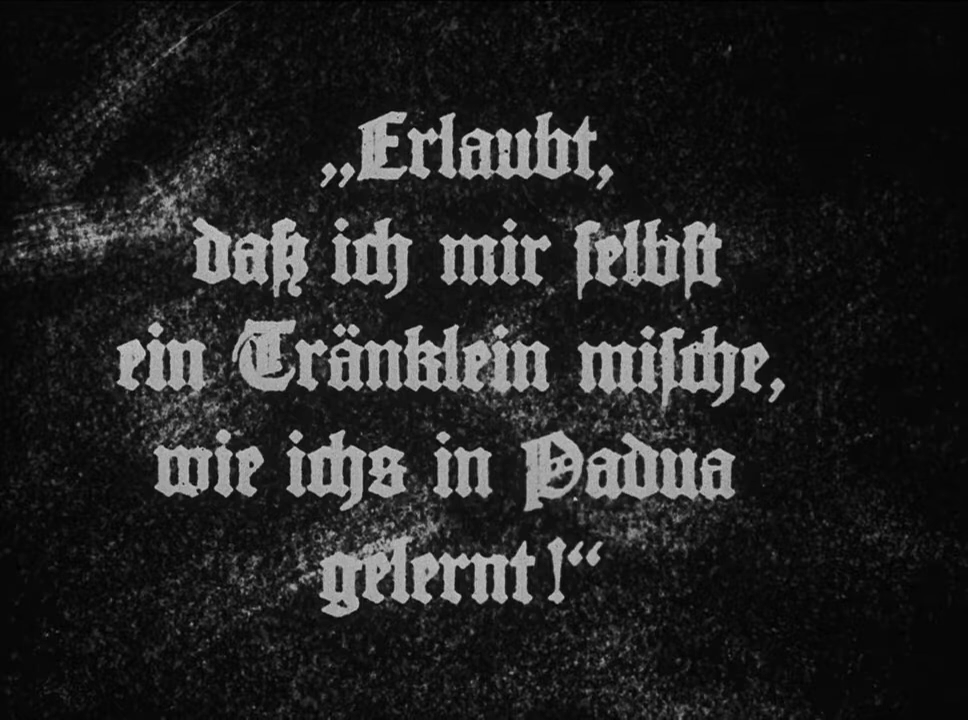 „Erlaubt,
daß ich mir selbst
ein Tränklein mische,
wie ichs in Padua
gelernt!“